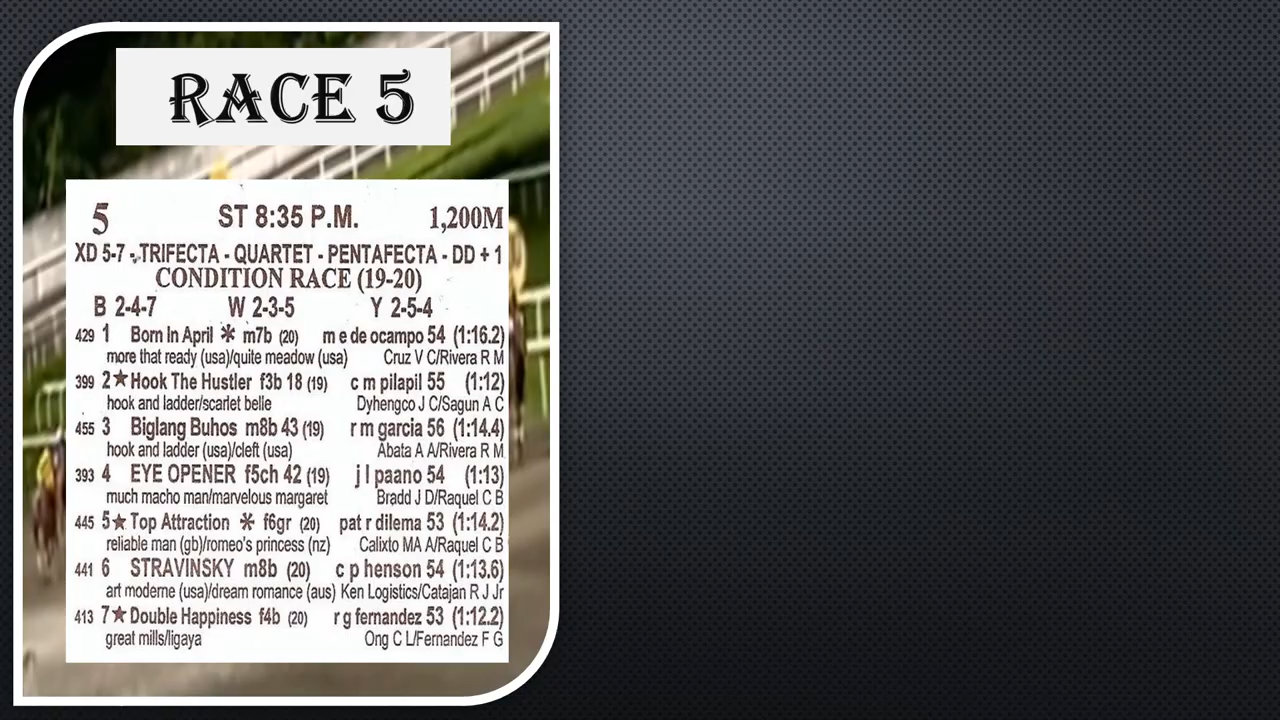 RACE 5
5 ST 8:35 P.M. 1,200M
XD 5-7 - TRIFECTA - QUARTET - PENTAFECTA - DD + 1
CONDITION RACE (19-20)
B 2-4-7 W 2-3-5 Y 2-5-4
429 1 Born In April * m7b (20) m e de ocampo 54 (1:16.2)
more that ready (usa)/quite meadow (usa) Cruz V C/Rivera R M
399 2★Hook The Hustler f3b 18 (19) c m pilapil 55 (1:12)
hook and ladder/scarlet belle Dyhengco J C/Sagun A C
455 3 Biglang Buhos m8b 43 (19) r m garcia 56 (1:14.4)
hook and ladder (usa)/cleft (usa) Abata A A/Rivera R M
393 4 EYE OPENER f5ch 42 (19) j l paano 54 (1:13)
much macho man/marvelous margaret Bradd J D/Raquel C B
445 5★Top Attraction * f6gr (20) pat r dilema 53 (1:14.2)
reliable man (gb)/romeo's princess (nz) Calixto MA A/Raquel C B
441 6 STRAVINSKY m8b (20) c p henson 54 (1:13.6)
art moderne (usa)/dream romance (aus) Ken Logistics/Catajan R J Jr
413 7★Double Happiness f4b (20) r g fernandez 53 (1:12.2)
great mills/ligaya Ong C L/Fernandez F G